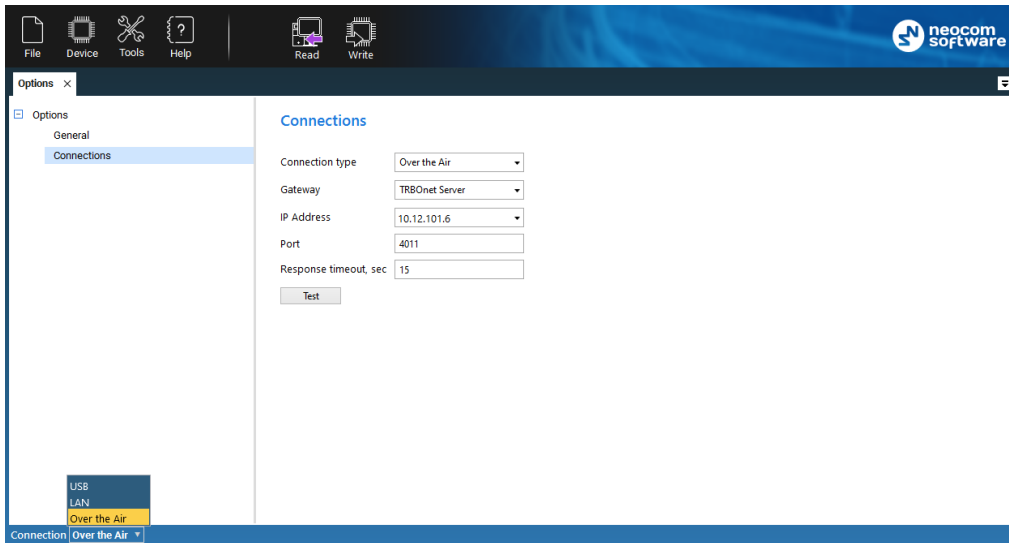 File Device Tools Help Read Write
neocom
software
Options
Options
General
Connections
Connections
Connection type Over the Air
Gateway TRBOnet Server
IP Address 10.12.101.6
Port 4011
Response timeout, sec 15
Test
USB
LAN
Over the Air
Connection Over the Air